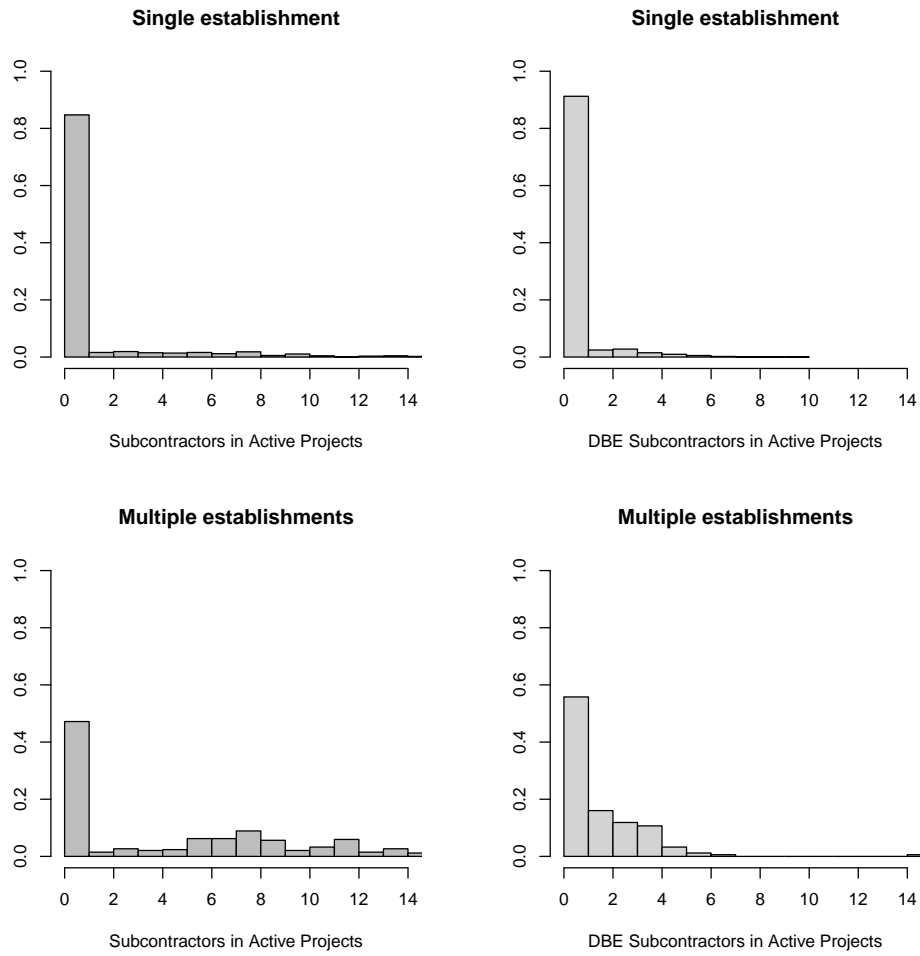 Single establishment
1.0
0.8
0.6
0.4
0.2
0.0
0 2 4 6 8 10 12 14
Subcontractors in Active Projects
Single establishment
1.0
0.8
0.6
0.4
0.2
0.0
0 2 4 6 8 10 12 14
DBE Subcontractors in Active Projects
Multiple establishments
1.0
0.8
0.6
0.4
0.2
0.0
0 2 4 6 8 10 12 14
Subcontractors in Active Projects
Multiple establishments
1.0
0.8
0.6
0.4
0.2
0.0
0 2 4 6 8 10 12 14
DBE Subcontractors in Active Projects